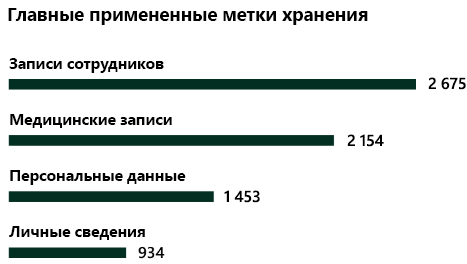 Главные примененные метки хранения
Записи сотрудников
2 675
Медицинские записи
2 154
Персональные данные
1 453
Личные сведения
934